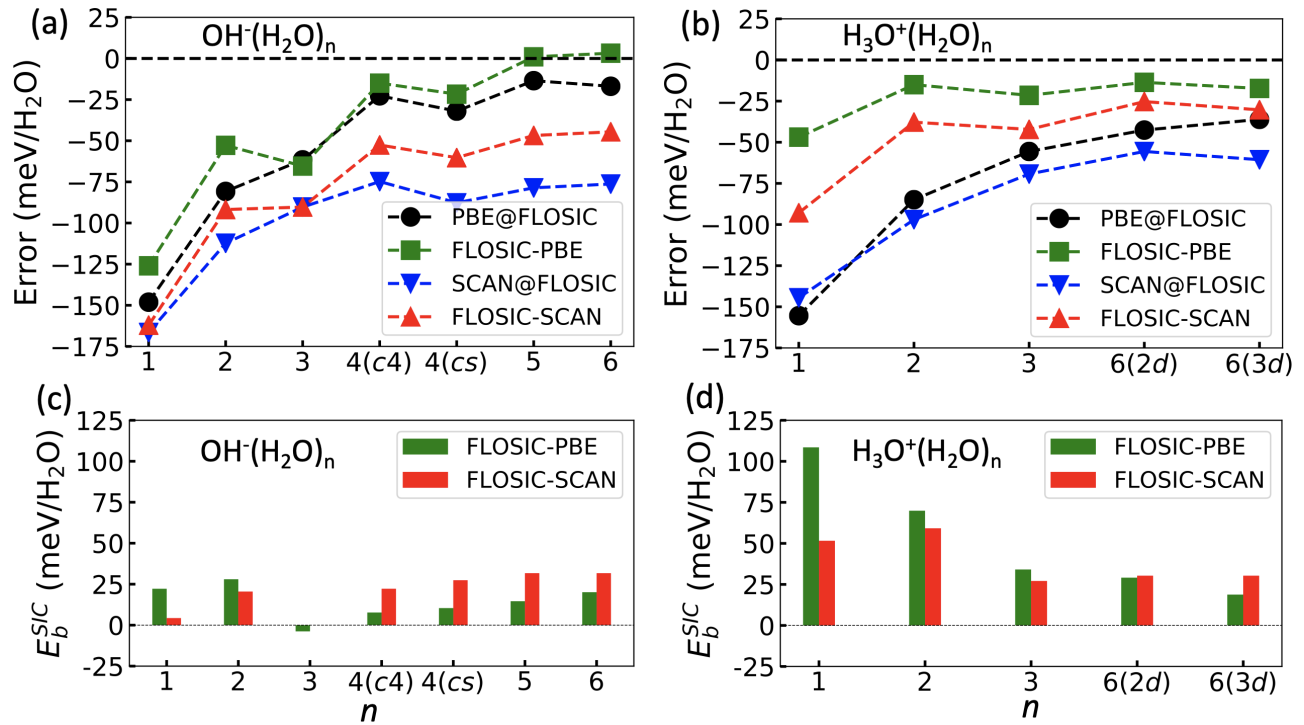 (a)
OH⁻(H₂O)ₙ
Error (meV/H₂O)
25
0
−25
−50
−75
−100
−125
−150
−175
PBE@FLOSIC
FLOSIC-PBE
SCAN@FLOSIC
FLOSIC-SCAN
1 2 3 4(c4) 4(cs) 5 6
(b)
H₃O⁺(H₂O)ₙ
Error (meV/H₂O)
25
0
−25
−50
−75
−100
−125
−150
−175
PBE@FLOSIC
FLOSIC-PBE
SCAN@FLOSIC
FLOSIC-SCAN
1 2 3 6(2d) 6(3d)
(c)
OH⁻(H₂O)ₙ
E_b^SIC (meV/H₂O)
125
100
75
50
25
0
-25
FLOSIC-PBE
FLOSIC-SCAN
1 2 3 4(c4) 4(cs) 5 6
n
(d)
H₃O⁺(H₂O)ₙ
E_b^SIC (meV/H₂O)
125
100
75
50
25
0
-25
FLOSIC-PBE
FLOSIC-SCAN
1 2 3 6(2d) 6(3d)
n